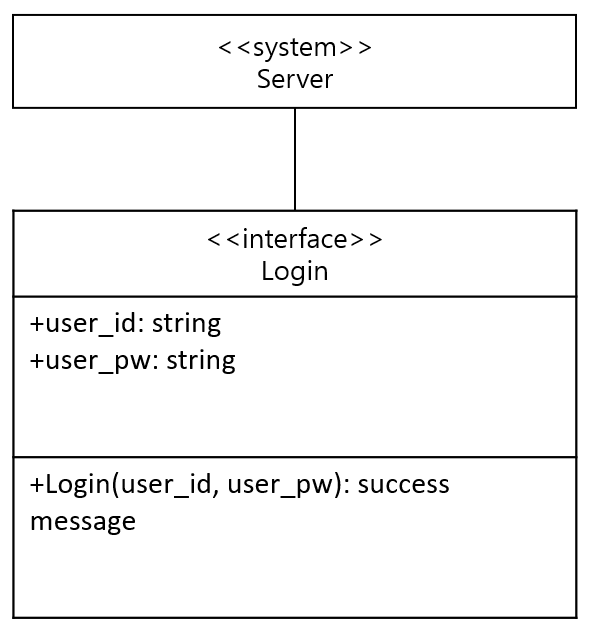 <<system>>
Server
<<interface>>
Login
+user_id: string
+user_pw: string
+Login(user_id, user_pw): success
message